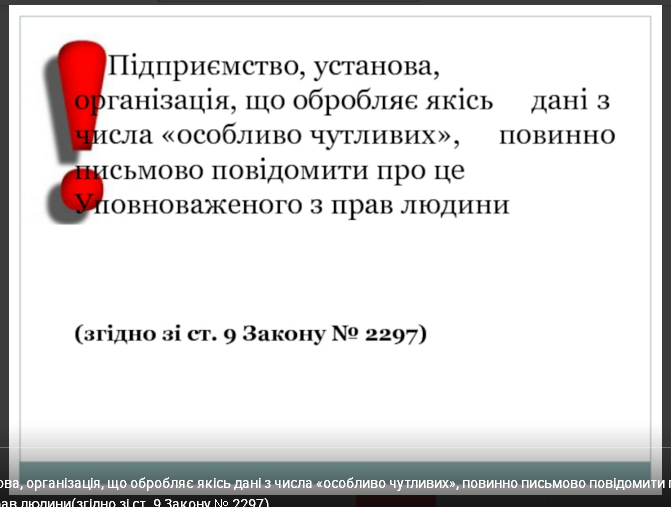 Підприємство, установа,
організація, що обробляє якісь дані з
числа «особливо чутливих», повинно
письмово повідомити про це
Уповноваженого з прав людини
(згідно зі ст. 9 Закону № 2297)
ова, організація, що обробляє якісь дані з числа «особливо чутливих», повинно письмово повідомити п
рав людини(згідно зі ст. 9 Закону № 2297)